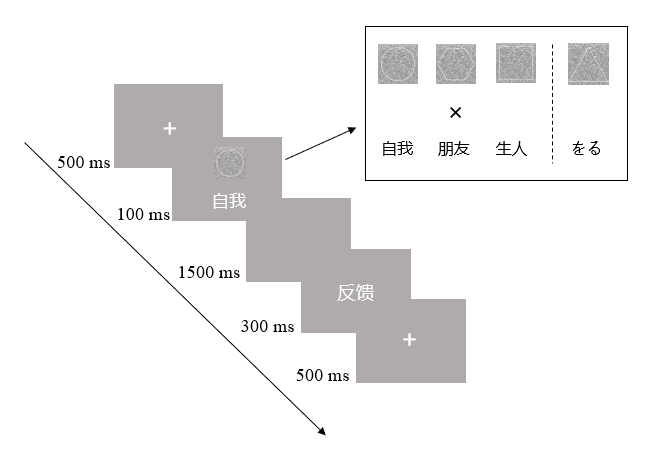 +
500 ms
自我
100 ms
1500 ms
反馈
300 ms
+
500 ms
×
自我 朋友 生人 をる